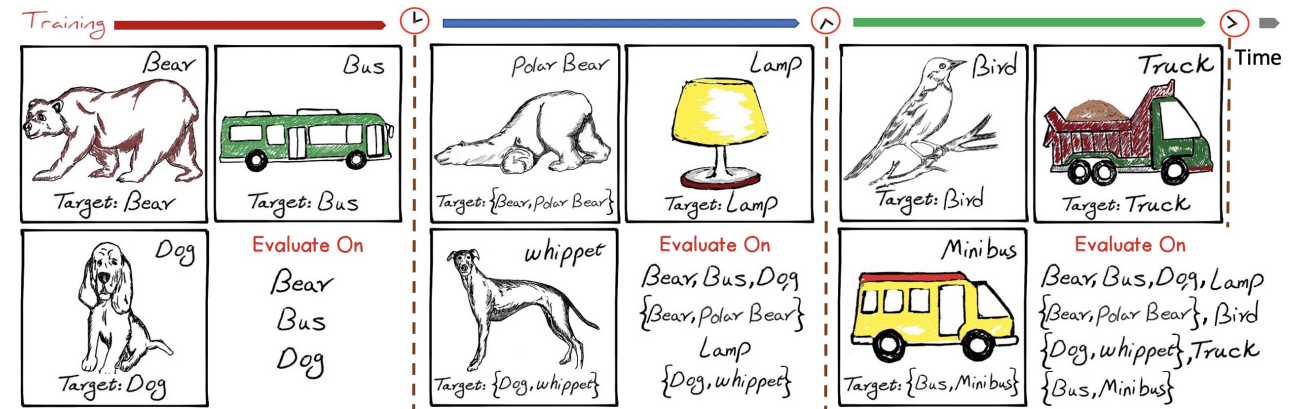 Training
Time
Bear
Target: Bear
Bus
Target: Bus
Dog
Target: Dog
Evaluate On
Bear
Bus
Dog
Polar Bear
Target: {Bear, Polar Bear}
Lamp
Target: Lamp
whippet
Target: {Dog, whippet}
Evaluate On
Bear, Bus, Dog
{Bear, Polar Bear}
Lamp
{Dog, whippet}
Bird
Target: Bird
Truck
Target: Truck
Minibus
Target: {Bus, Minibus}
Evaluate On
Bear, Bus, Dog, Lamp
{Bear, Polar Bear}, Bird
{Dog, whippet}, Truck
{Bus, Minibus}